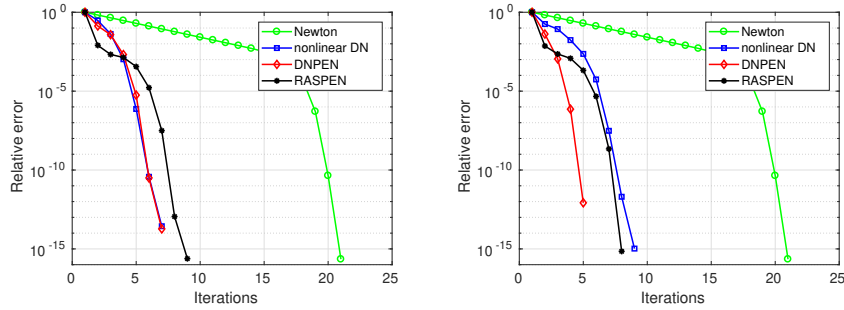 10^0
10^-5
10^-10
10^-15
Relative error
0 5 10 15 20 25
Iterations
Newton
nonlinear DN
DNPEN
RASPEN
10^0
10^-5
10^-10
10^-15
Relative error
0 5 10 15 20 25
Iterations
Newton
nonlinear DN
DNPEN
RASPEN